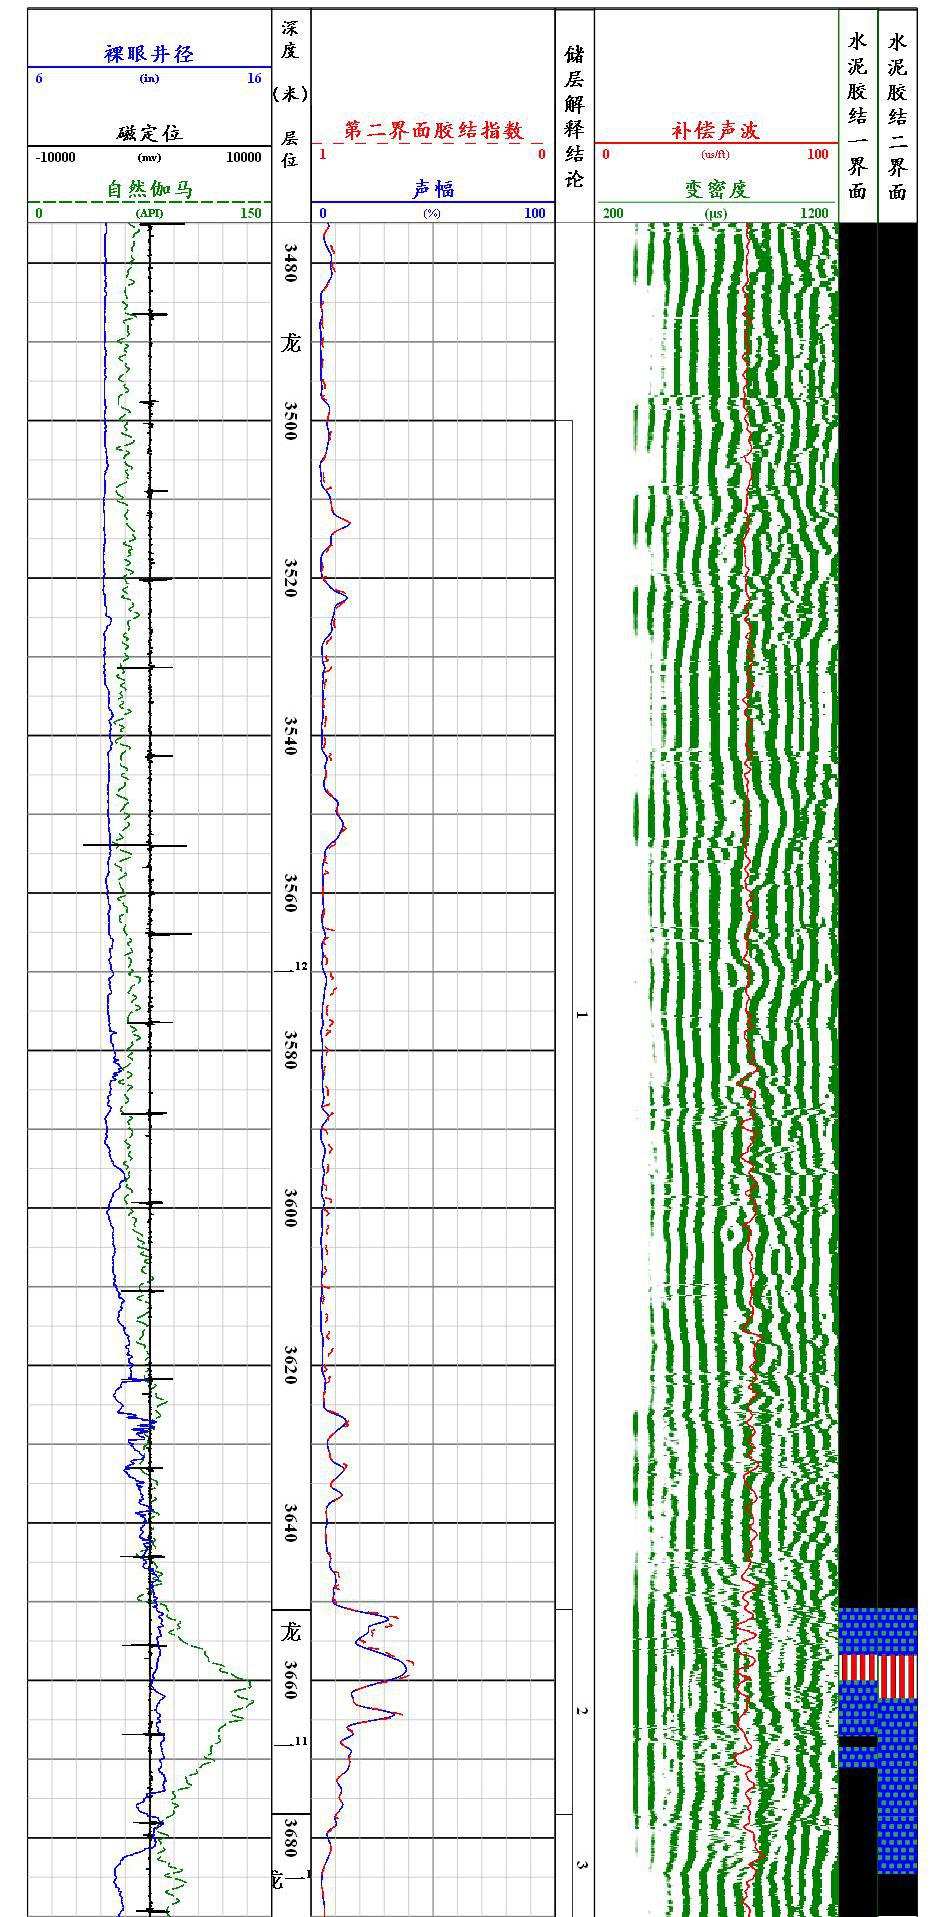 裸眼井径
6 (in) 16
磁定位
-10000 (mv) 10000
自然伽马
0 (API) 150
深度
(米)
层位
第二界面胶结指数
1 0
声幅
0 (%) 100
储层解释结论
补偿声波
0 (us/ft) 100
变密度
200 (μs) 1200
水泥胶结一界面
水泥胶结二界面
3480
龙
3500
3520
3540
3560
12
1
3580
3600
3620
3640
龙
3660
2
11
3680
3
龙
1